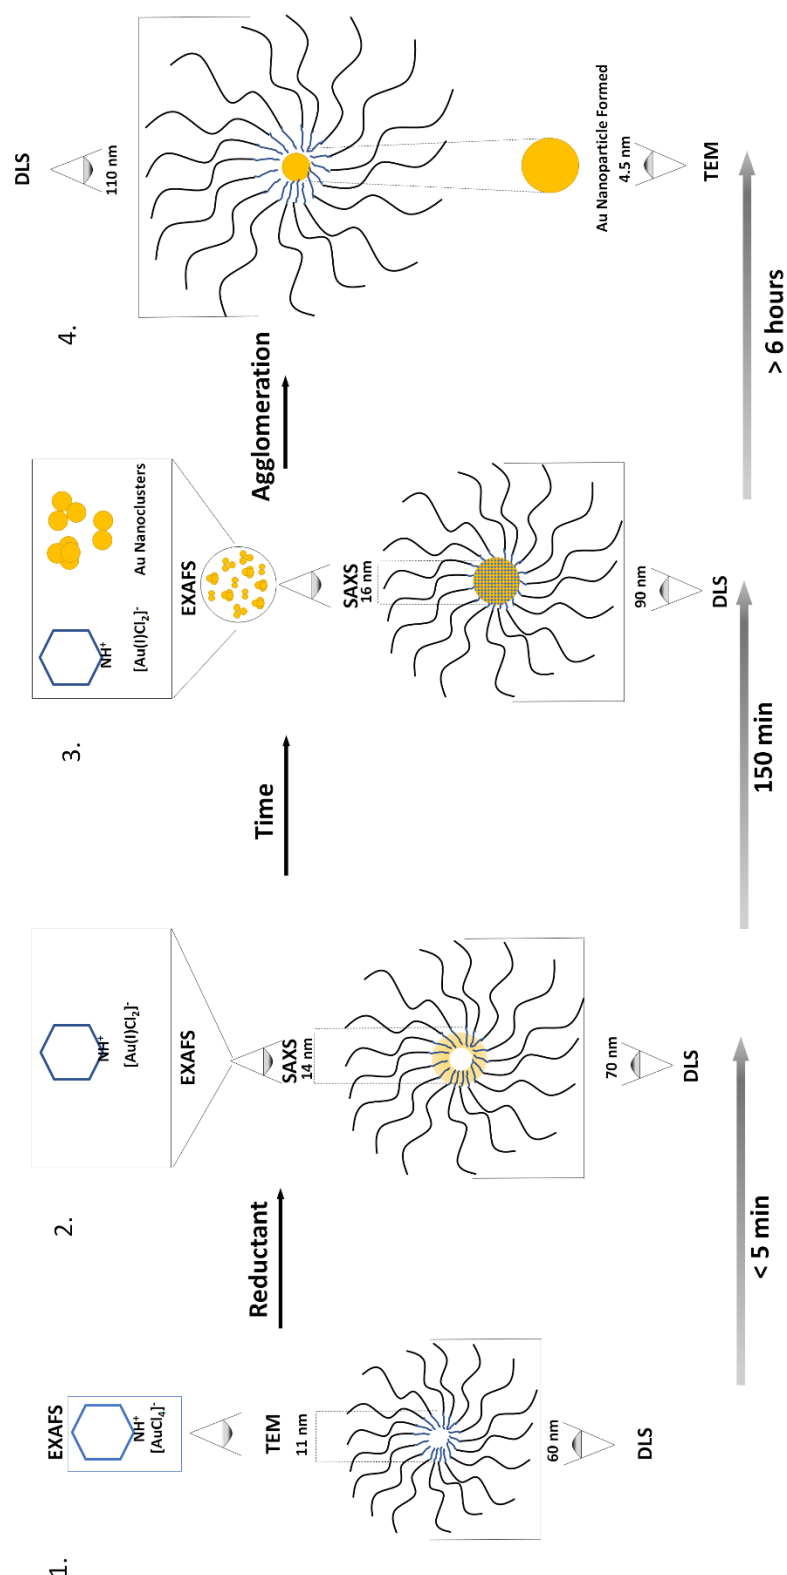 1.
EXAFS
NH⁺
[AuCl₄]⁻
TEM
11 nm
60 nm
DLS
Reductant
< 5 min
2.
NH⁺
[Au(I)Cl₂]⁻
EXAFS
SAXS
14 nm
70 nm
DLS
Time
150 min
3.
NH⁺
[Au(I)Cl₂]⁻
Au Nanoclusters
EXAFS
SAXS
16 nm
90 nm
DLS
Agglomeration
> 6 hours
4.
DLS
110 nm
Au Nanoparticle Formed
4.5 nm
TEM